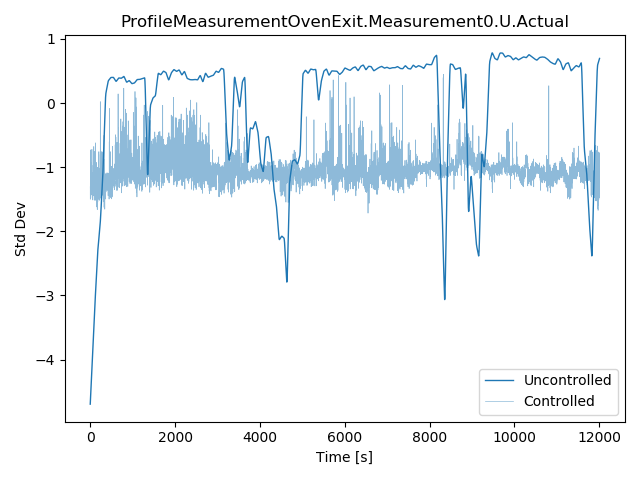 ProfileMeasurementOvenExit.Measurement0.U.Actual
1
0
−1
−2
−3
−4
Std Dev
0 2000 4000 6000 8000 10000 12000
Time [s]
Uncontrolled
Controlled